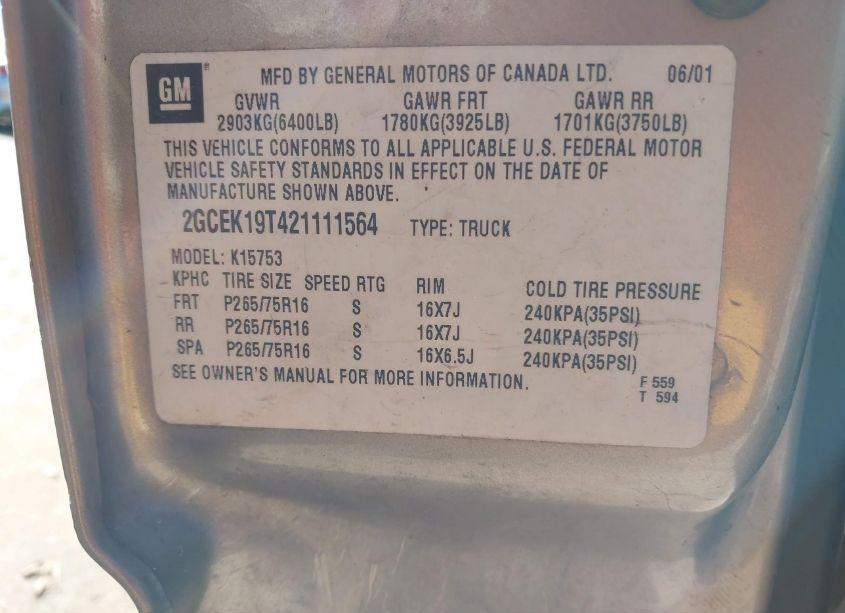 GM
MFD BY GENERAL MOTORS OF CANADA LTD. 06/01
GVWR GAWR FRT GAWR RR
2903KG(6400LB) 1780KG(3925LB) 1701KG(3750LB)
THIS VEHICLE CONFORMS TO ALL APPLICABLE U.S. FEDERAL MOTOR
VEHICLE SAFETY STANDARDS IN EFFECT ON THE DATE OF
MANUFACTURE SHOWN ABOVE.
2GCEK19T421111564 TYPE: TRUCK
MODEL: K15753
KPHC TIRE SIZE SPEED RTG RIM COLD TIRE PRESSURE
FRT P265/75R16 S 16X7J 240KPA(35PSI)
RR P265/75R16 S 16X7J 240KPA(35PSI)
SPA P265/75R16 S 16X6.5J 240KPA(35PSI)
SEE OWNER'S MANUAL FOR MORE INFORMATION.
F 559
T 594